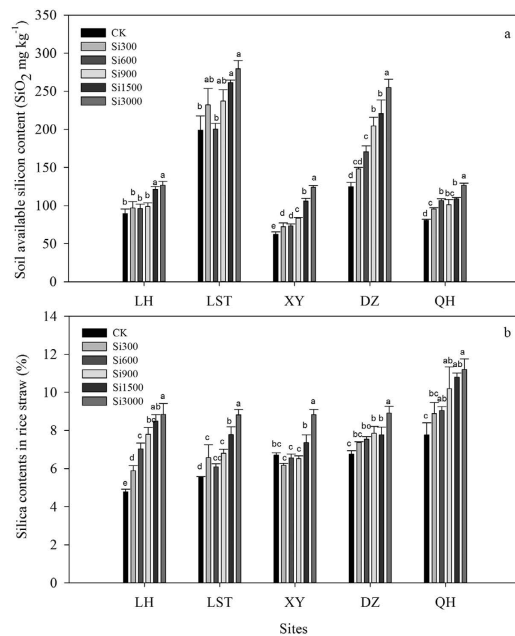 a
350
300
250
200
150
100
50
0
Soil available silicon content (SiO2 mg kg-1)
CK
Si300
Si600
Si900
Si1500
Si3000
b b b b a a
b ab b ab a a
e d d c b a
d cd c b b a
d c b bc b a
LH LST XY DZ QH
b
14
12
10
8
6
4
2
0
Silica contents in rice straw (%)
CK
Si300
Si600
Si900
Si1500
Si3000
e d c bc ab a
d c cd c b a
bc c c c b a
c bc bc b b a
c bc ab ab a
LH LST XY DZ QH
Sites